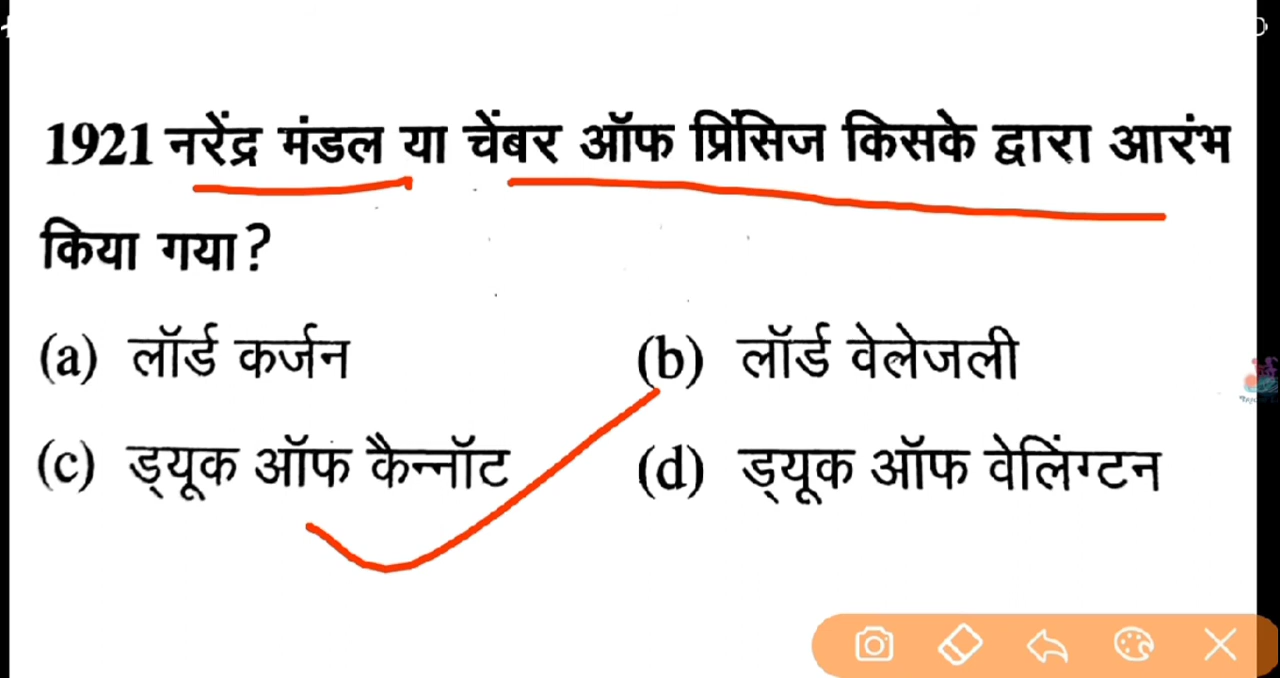 1921 नरेंद्र मंडल या चेंबर ऑफ प्रिंसिज किसके द्वारा आरंभ
किया गया?
(a) लॉर्ड कर्जन (b) लॉर्ड वेलेजली
(c) ड्यूक ऑफ कैन्नॉट (d) ड्यूक ऑफ वेलिंग्टन